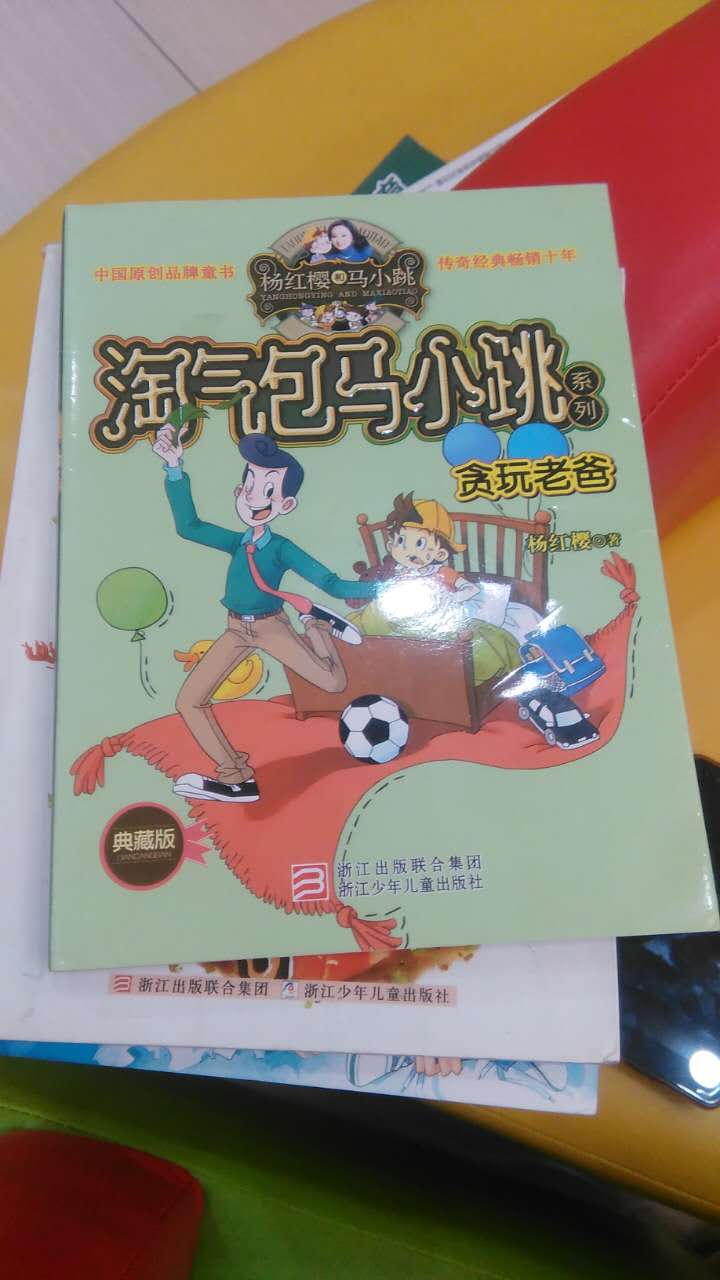 中国原创品牌童书
杨红樱和马小跳
YANGHONGYING AND MAXIAOTIAO
传奇经典畅销十年
淘气包马小跳
系列
贪玩老爸
杨红樱◎著
典藏版
DIANCANGBAN
浙江出版联合集团
浙江少年儿童出版社
浙江出版联合集团
浙江少年儿童出版社